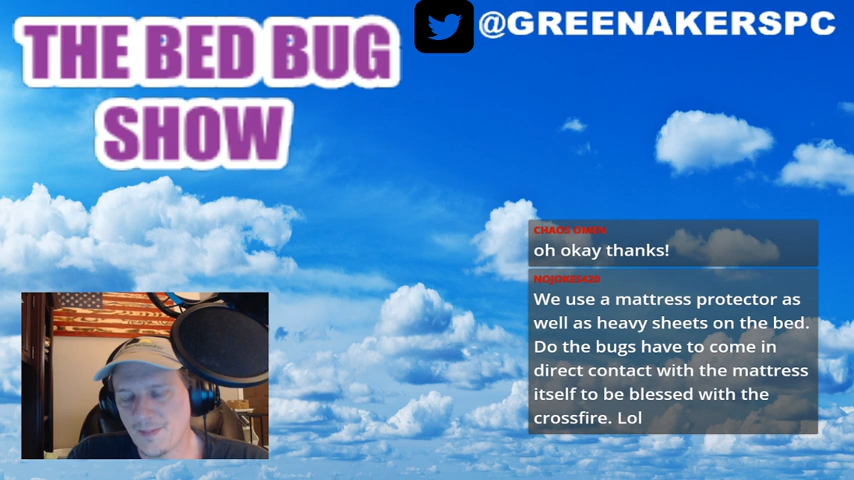 THE BED BUG
SHOW
@GREENAKERSPC
CHAOS OMEN
oh okay thanks!
NOJOKES420
We use a mattress protector as
well as heavy sheets on the bed.
Do the bugs have to come in
direct contact with the mattress
itself to be blessed with the
crossfire. Lol